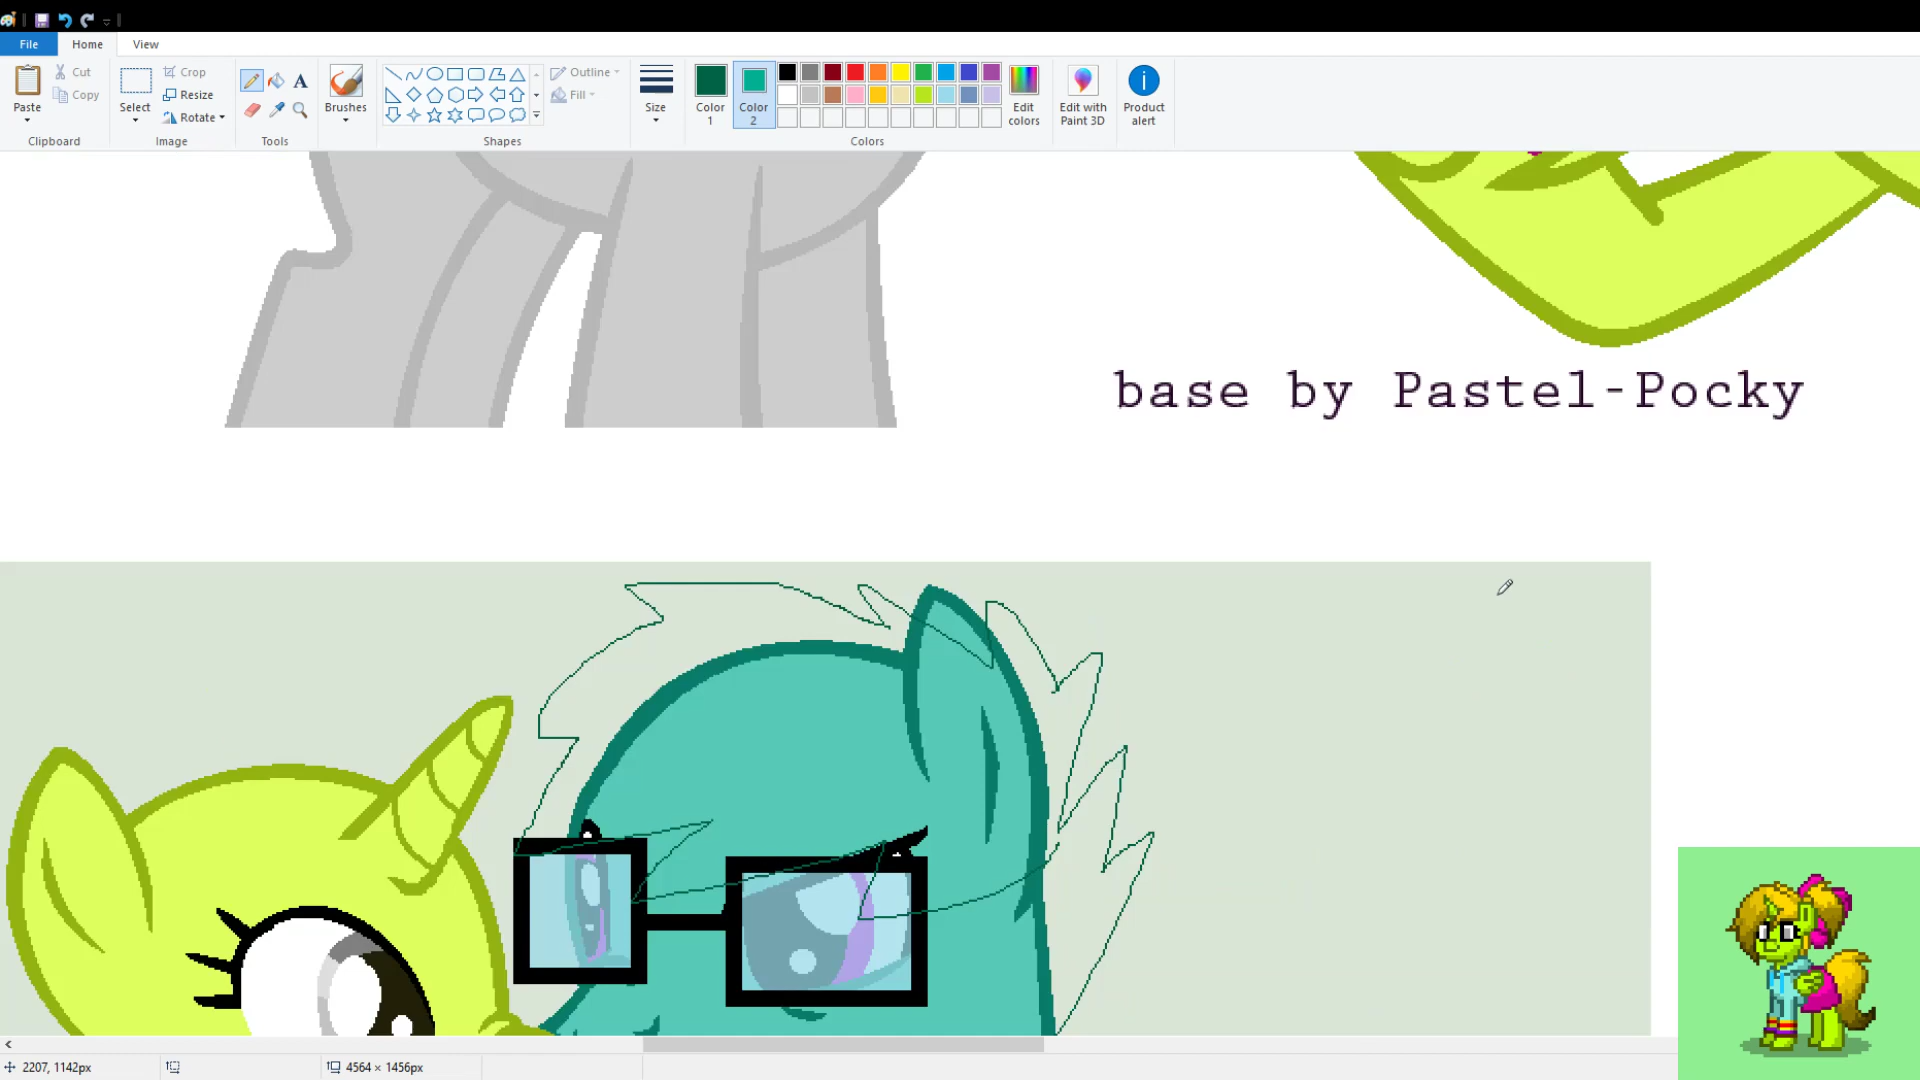 File Home View
Cut
Copy
Paste
Clipboard
Crop
Resize
Rotate
Select
Image
A
Tools
Brushes
Outline
Fill
Shapes
Size
Color 1
Color 2
Edit colors
Colors
Edit with Paint 3D
i
Product alert
base by Pastel-Pocky
2207, 1142px
4564 × 1456px